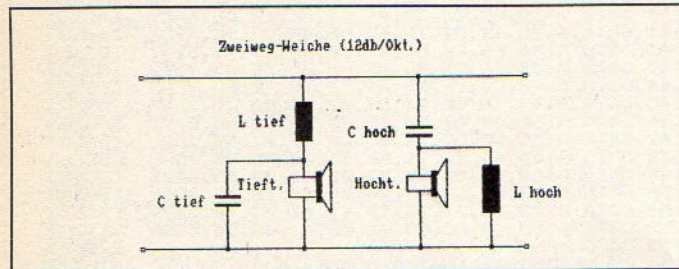 Zweiweg-Weiche (12db/Okt.)
L tief
C hoch
Tieft.
Hocht.
C tief
L hoch